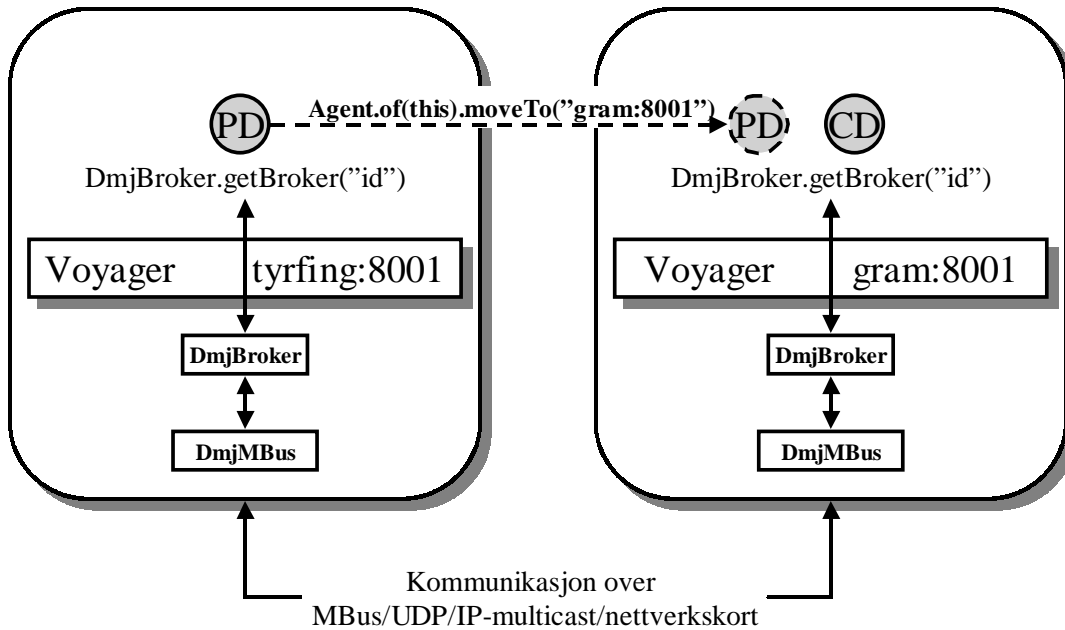 Agent.of(this).moveTo(”gram:8001”)
PD
PD
CD
DmjBroker.getBroker(”id”)
DmjBroker.getBroker(”id”)
Voyager tyrfing:8001
Voyager gram:8001
DmjBroker
DmjBroker
DmjMBus
DmjMBus
Kommunikasjon over
MBus/UDP/IP-multicast/nettverkskort